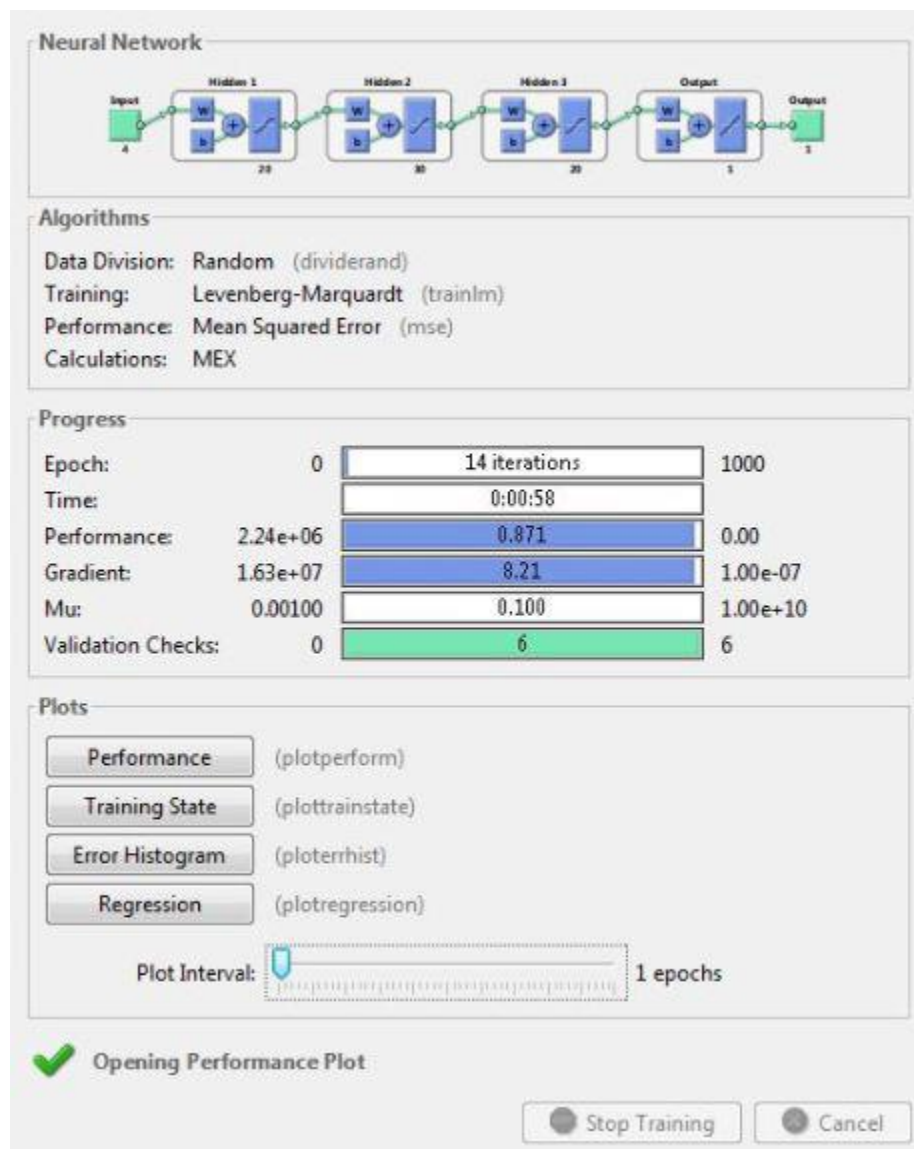 Neural Network
Hidden 1 Hidden 2 Hidden 3 Output
Input Output
W W W W
b b b b
4 20 30 20 1 1
Algorithms
Data Division: Random (dividerand)
Training: Levenberg-Marquardt (trainlm)
Performance: Mean Squared Error (mse)
Calculations: MEX
Progress
Epoch: 0 14 iterations 1000
Time: 0:00:58
Performance: 2.24e+06 0.871 0.00
Gradient: 1.63e+07 8.21 1.00e-07
Mu: 0.00100 0.100 1.00e+10
Validation Checks: 0 6 6
Plots
Performance (plotperform)
Training State (plottrainstate)
Error Histogram (ploterrhist)
Regression (plotregression)
Plot Interval: 1 epochs
Opening Performance Plot
Stop Training Cancel